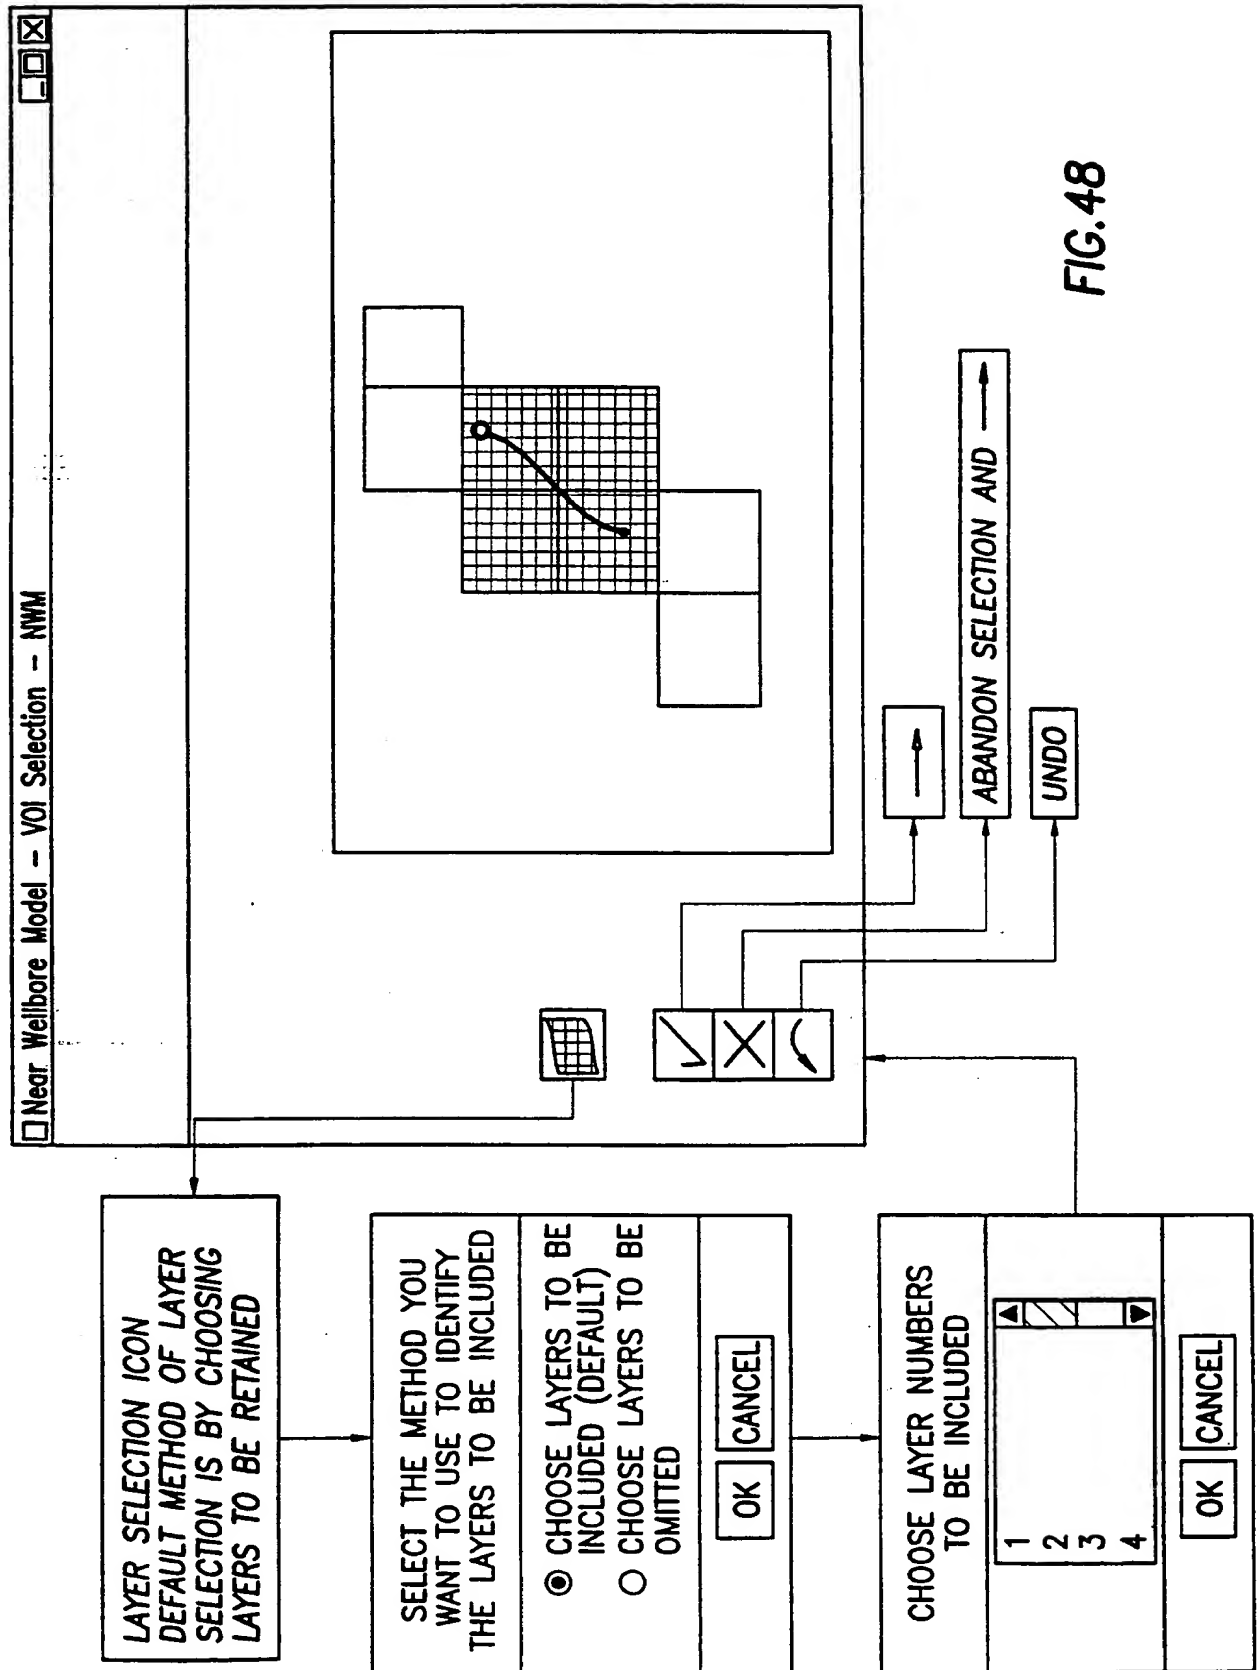 Near Wellbore Model – VOI Selection – NWM
LAYER SELECTION ICON
DEFAULT METHOD OF LAYER
SELECTION IS BY CHOOSING
LAYERS TO BE RETAINED
SELECT THE METHOD YOU
WANT TO USE TO IDENTIFY
THE LAYERS TO BE INCLUDED
CHOOSE LAYERS TO BE
INCLUDED (DEFAULT)
CHOOSE LAYERS TO BE
OMITTED
OK CANCEL
CHOOSE LAYER NUMBERS
TO BE INCLUDED
1
2
3
4
OK CANCEL
ABANDON SELECTION AND
UNDO
FIG.48